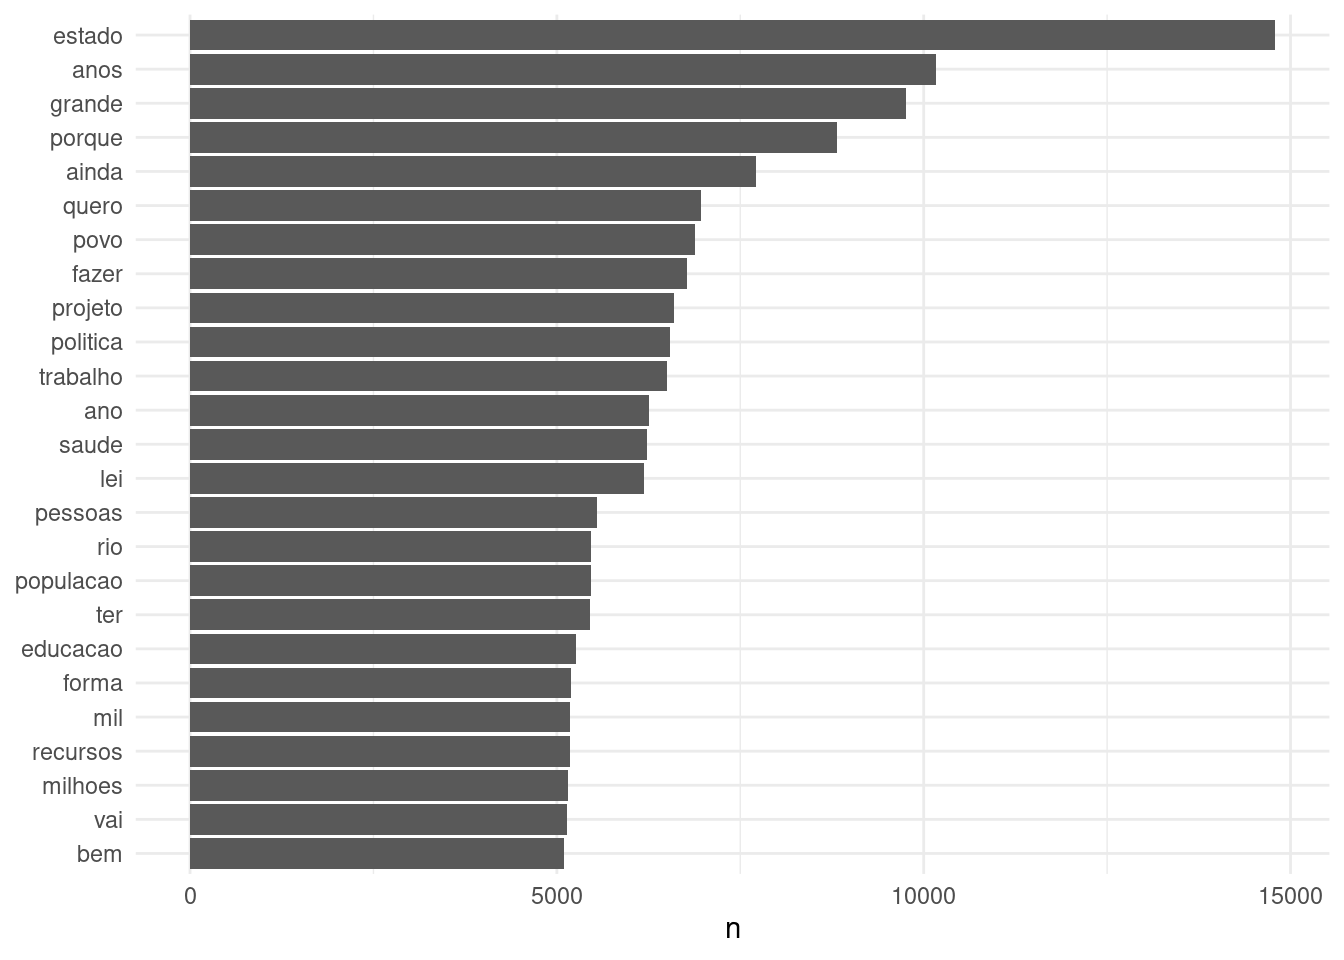 estado
anos
grande
porque
ainda
quero
povo
fazer
projeto
politica
trabalho
ano
saude
lei
pessoas
rio
populacao
ter
educacao
forma
mil
recursos
milhoes
vai
bem
0 5000 10000 15000
n